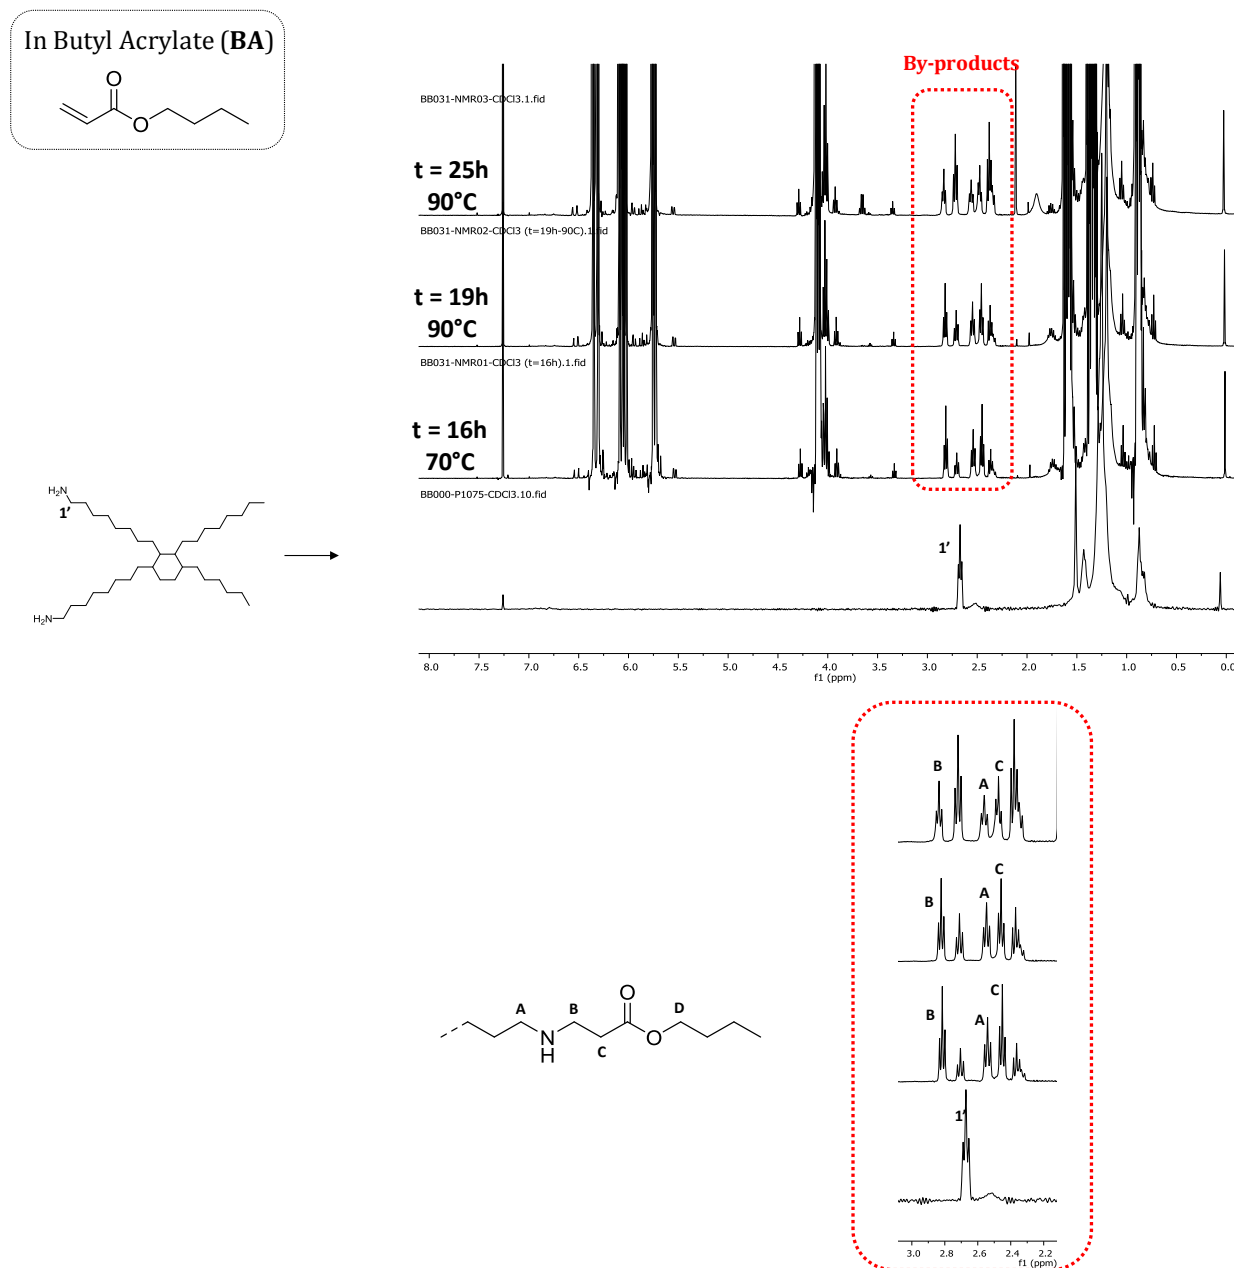 In Butyl Acrylate (BA)
O
O
By-products
BB031-NMR03-CDCl3.1.fid
t = 25h
90°C
BB031-NMR02-CDCl3 (t=19h-90C).1.fid
t = 19h
90°C
BB031-NMR01-CDCl3 (t=16h).1.fid
t = 16h
70°C
BB000-P1075-CDCl3.10.fid
H2N
1'
H2N
1'
8.0 7.5 7.0 6.5 6.0 5.5 5.0 4.5 4.0 3.5 3.0 2.5 2.0 1.5 1.0 0.5 0.0
f1 (ppm)
B A C
B A C
O
A B D
N
H
C
O
B A C
1'
3.0 2.8 2.6 2.4 2.2
f1 (ppm)